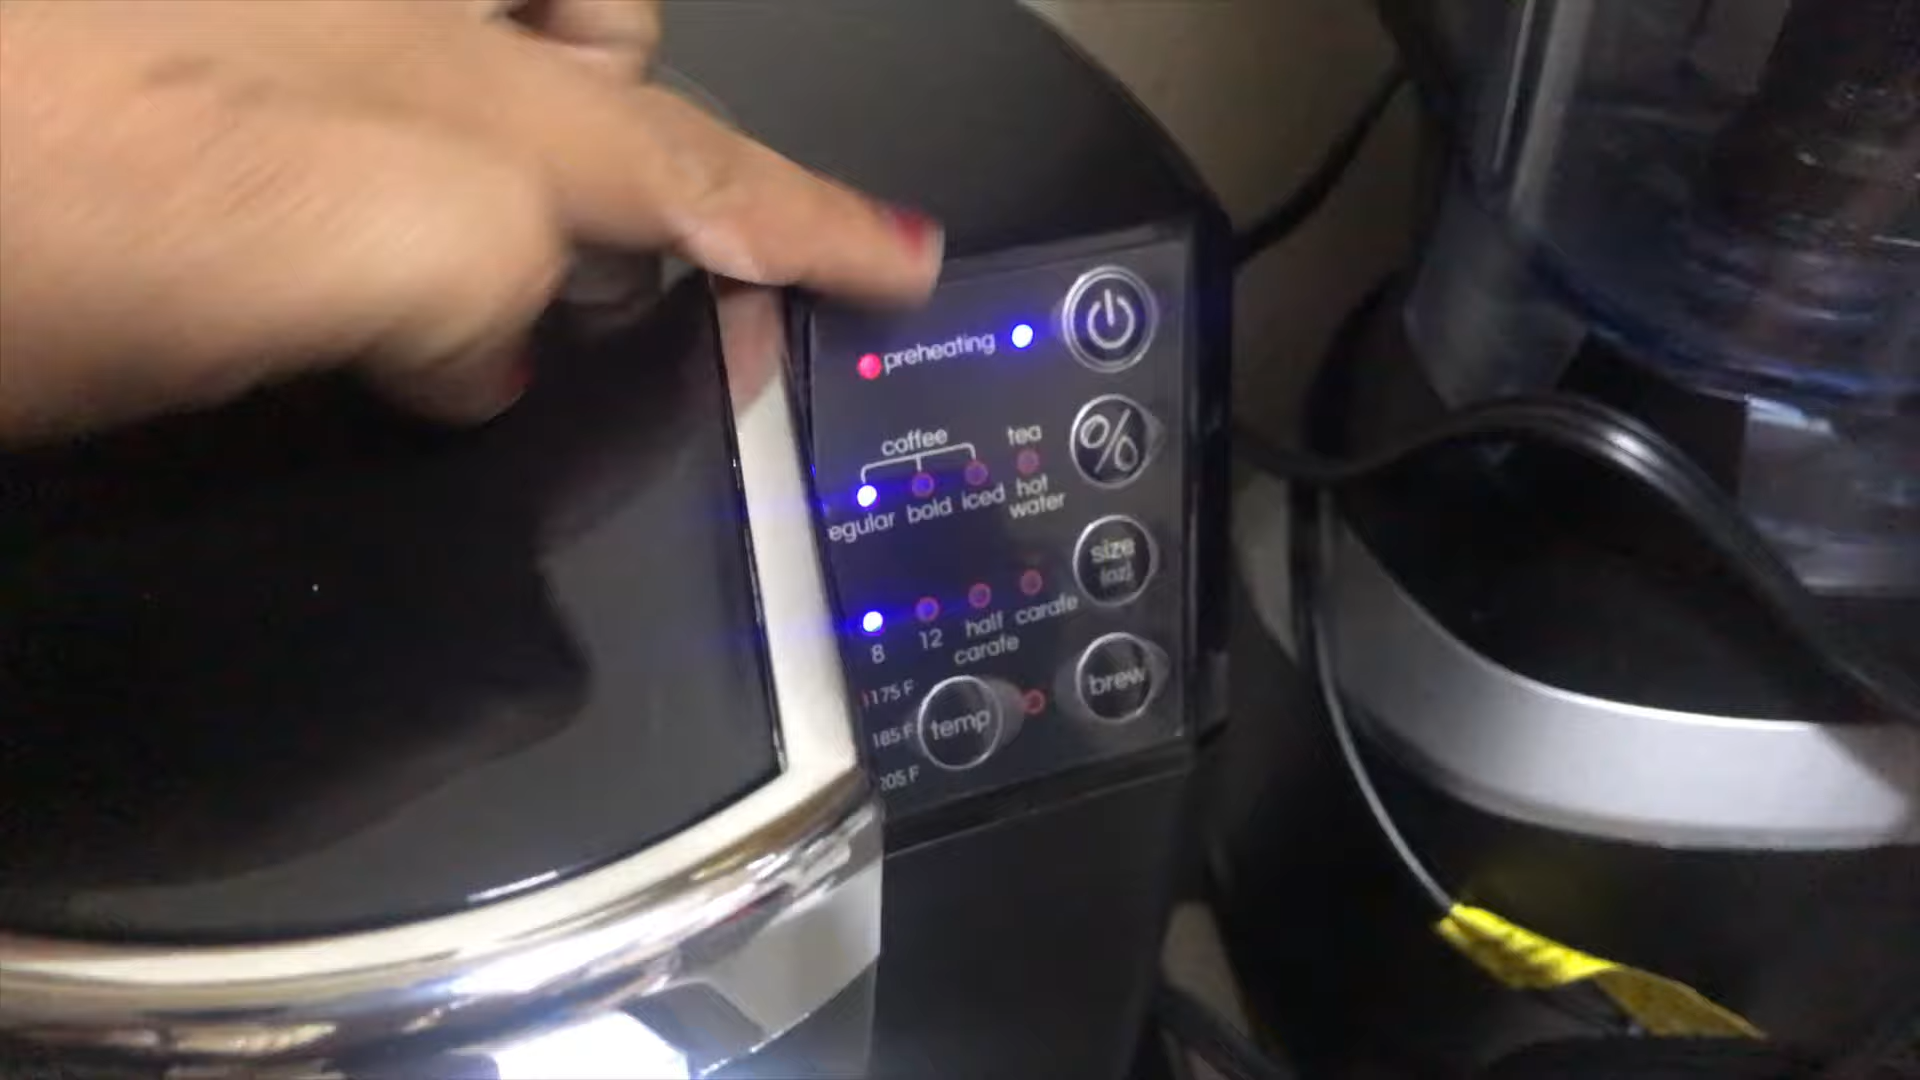 preheating
coffee
tea
egular bold iced hot
water
size
(oz)
8 12 half carafe
carafe
175 F
185 F temp brew
205 F